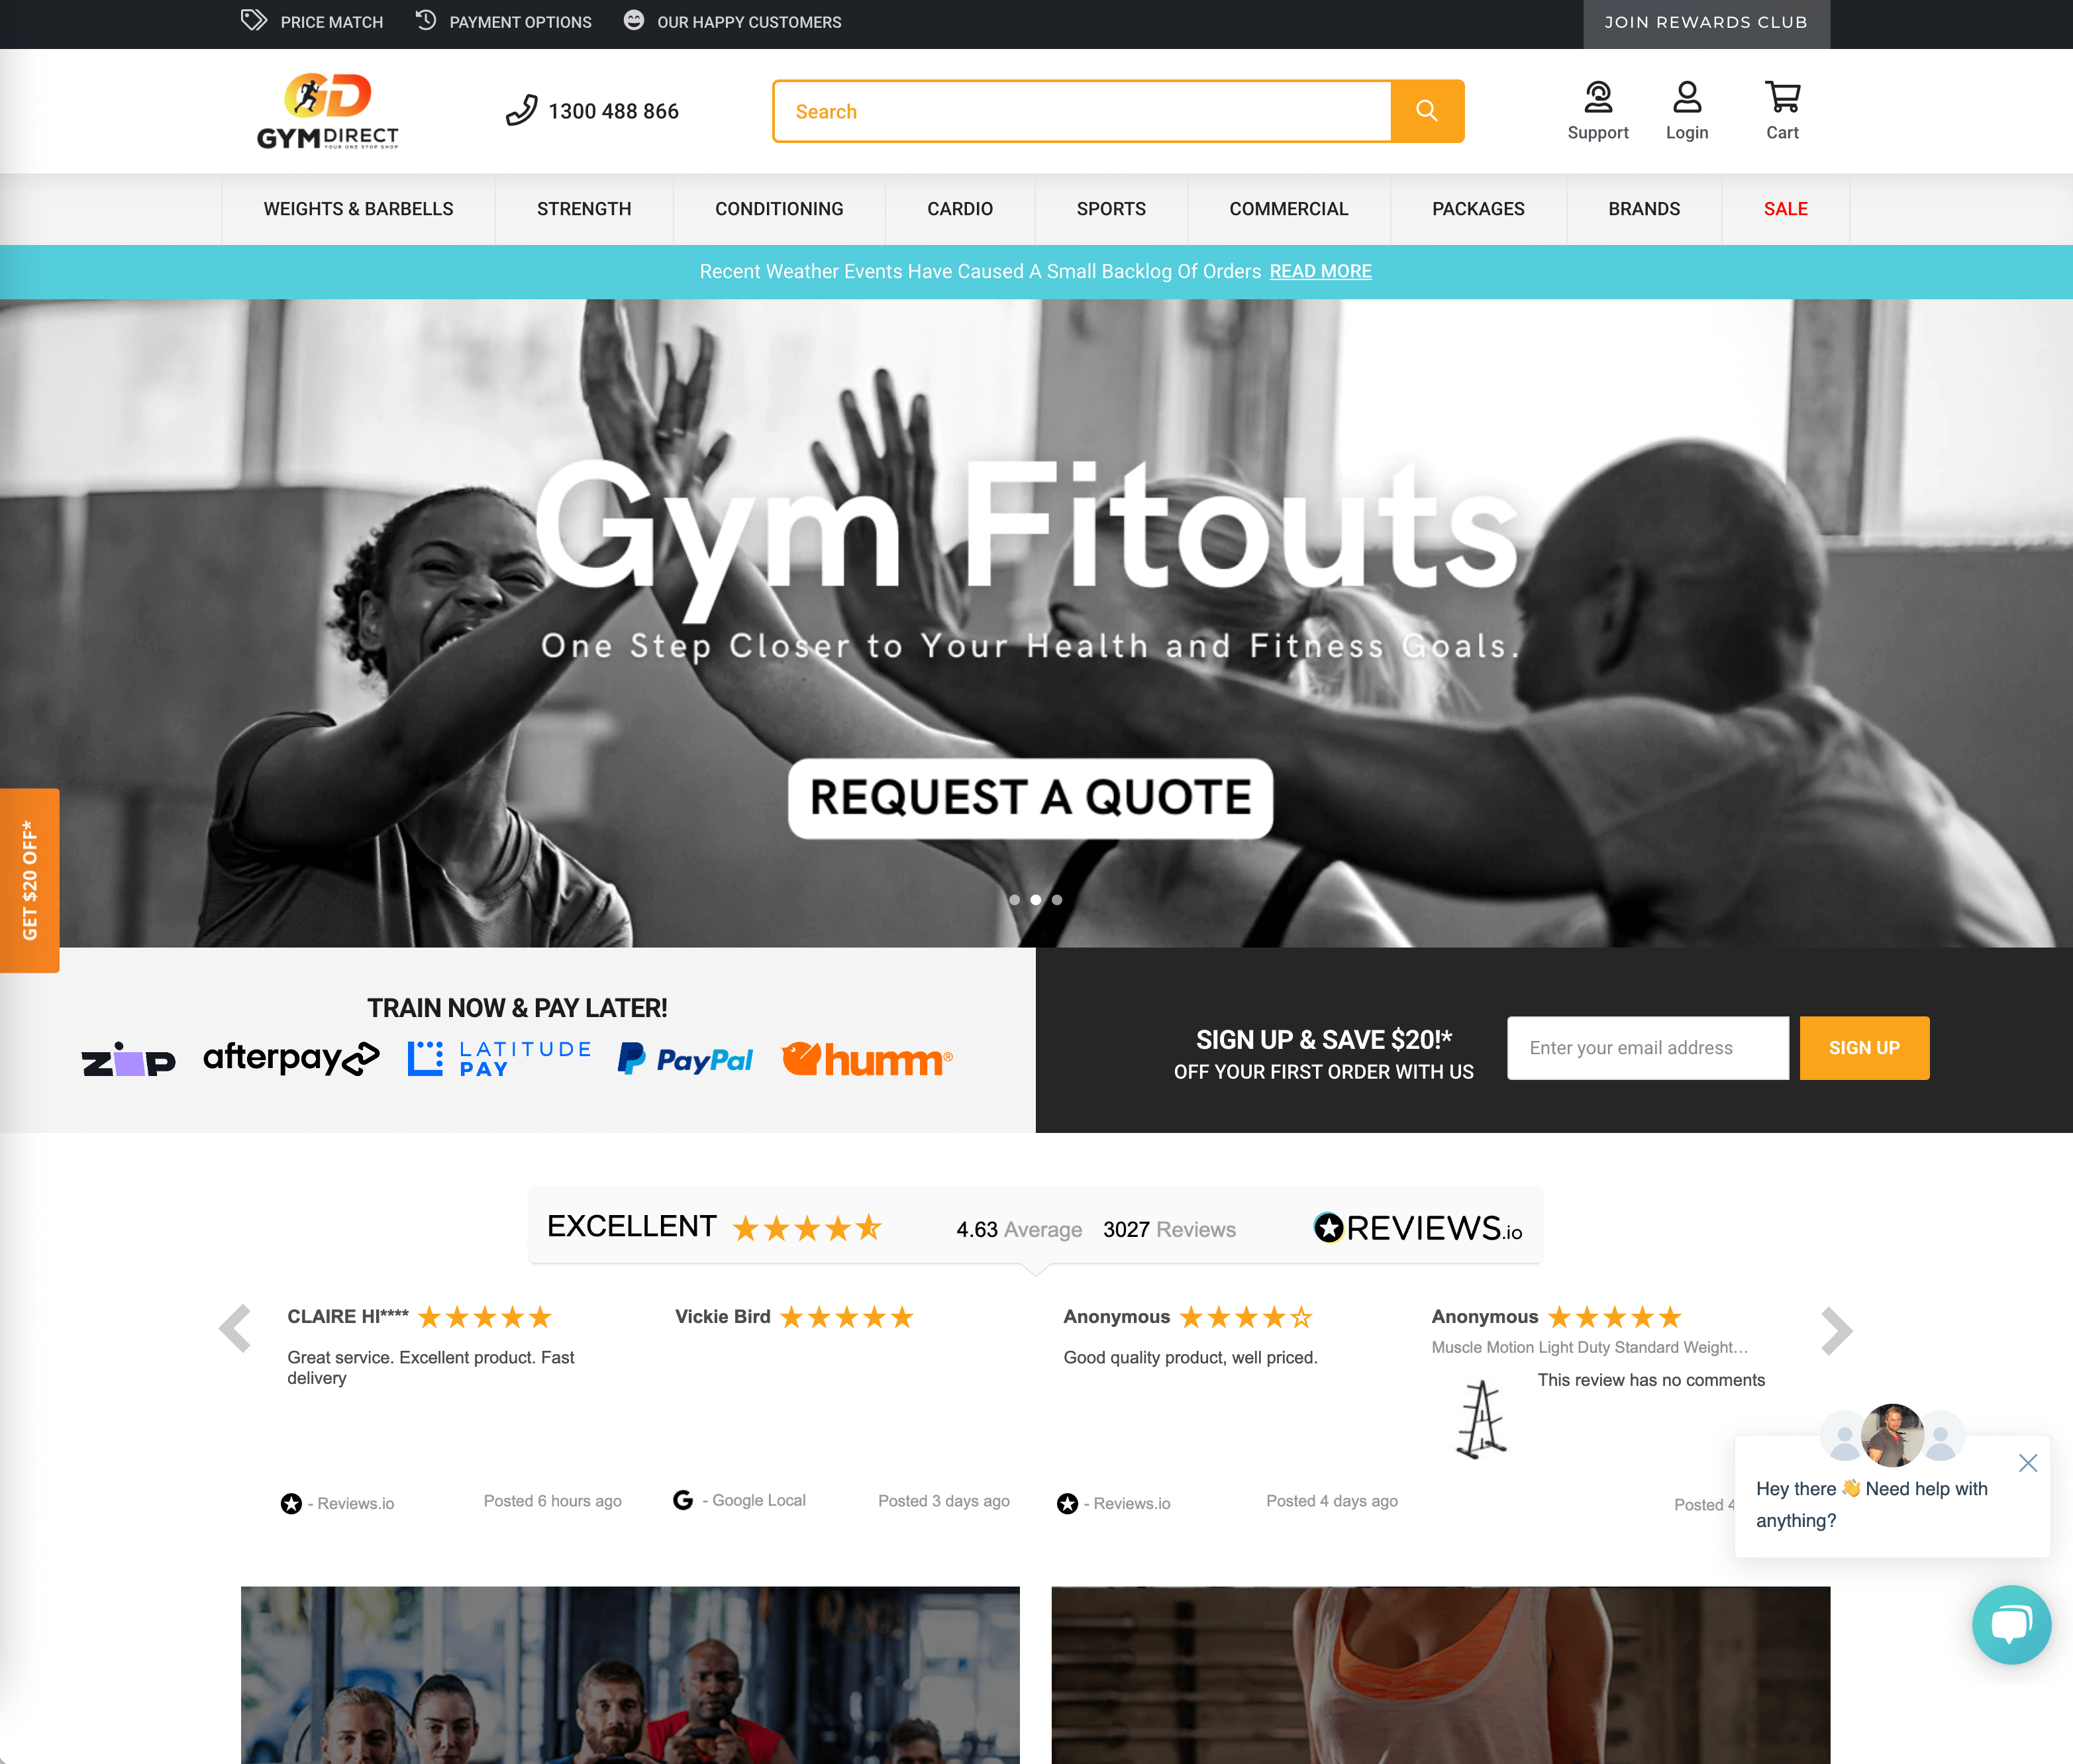 PRICE MATCH
PAYMENT OPTIONS
OUR HAPPY CUSTOMERS
JOIN REWARDS CLUB
GD
GYMDIRECT
YOUR ONE STOP SHOP
1300 488 866
Search
Support
Login
Cart
WEIGHTS & BARBELLS
STRENGTH
CONDITIONING
CARDIO
SPORTS
COMMERCIAL
PACKAGES
BRANDS
SALE
Recent Weather Events Have Caused A Small Backlog Of Orders READ MORE
Gym Fitouts
One Step Closer to Your Health and Fitness Goals.
REQUEST A QUOTE
GET $20 OFF*
TRAIN NOW & PAY LATER!
zip
afterpay
LATITUDE
PAY
PayPal
humm®
SIGN UP & SAVE $20!*
OFF YOUR FIRST ORDER WITH US
Enter your email address
SIGN UP
EXCELLENT
4.63 Average
3027 Reviews
REVIEWS.io
CLAIRE HI****
Great service. Excellent product. Fast
delivery
- Reviews.io
Posted 6 hours ago
Vickie Bird
- Google Local
Posted 3 days ago
Anonymous
Good quality product, well priced.
- Reviews.io
Posted 4 days ago
Anonymous
Muscle Motion Light Duty Standard Weight...
This review has no comments
Posted 4
Hey there 👋 Need help with
anything?